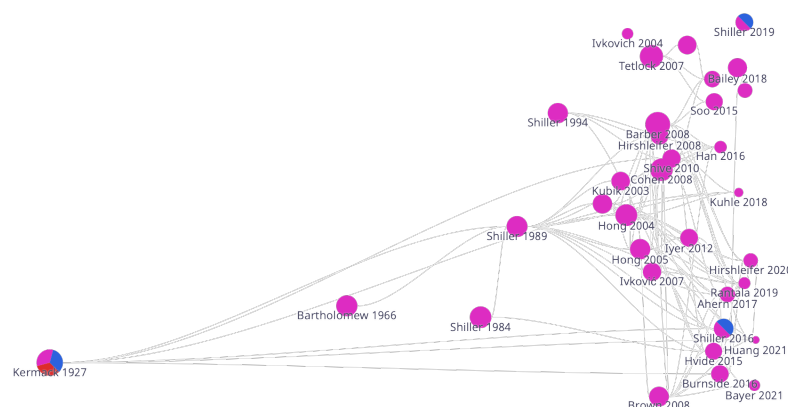 Shiller 2019
Ivkovich 2004
Tetlock 2007
Bailey 2018
Soo 2015
Shiller 1994
Barber 2008
Hirshleifer 2008
Han 2016
Shive 2010
Cohen 2008
Kubik 2003
Kuhle 2018
Hong 2004
Shiller 1989
Iyer 2012
Hong 2005
Hirshleifer 2020
Ivković 2007
Rantala 2019
Ahern 2017
Bartholomew 1966
Shiller 1984
Shiller 2016
Huang 2021
Hvide 2015
Kermack 1927
Burnside 2016
Bayer 2021
Brown 2008